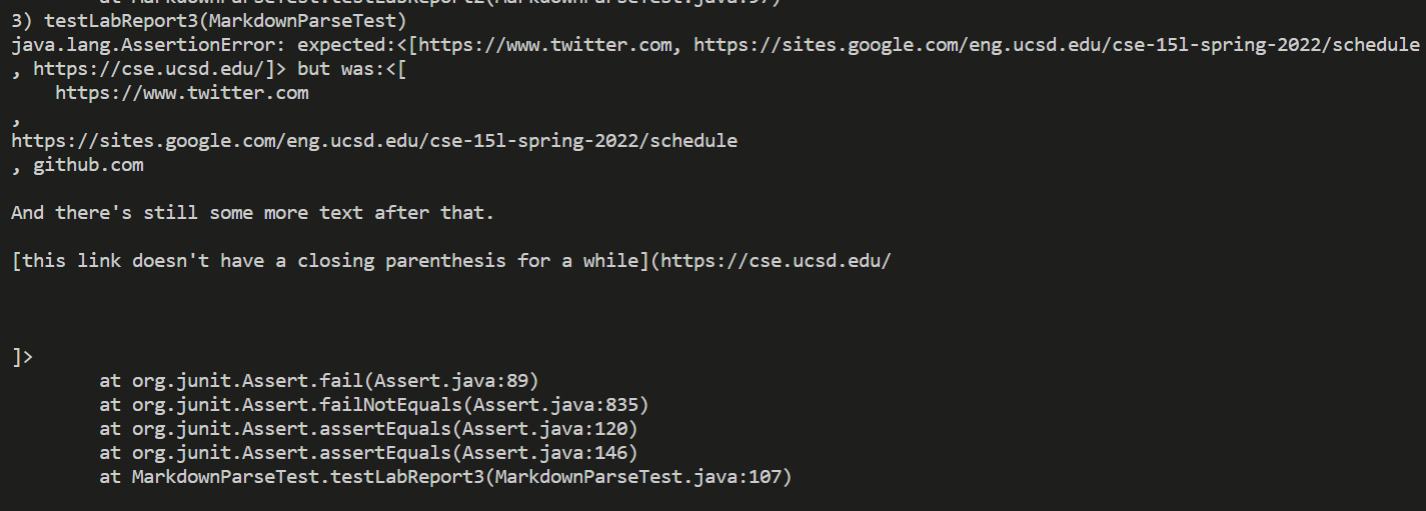 at MarkdownParseTest.testLabReport2(MarkdownParseTest.java:97)
3) testLabReport3(MarkdownParseTest)
java.lang.AssertionError: expected:<[https://www.twitter.com, https://sites.google.com/eng.ucsd.edu/cse-15l-spring-2022/schedule
, https://cse.ucsd.edu/]> but was:<[
    https://www.twitter.com
,
https://sites.google.com/eng.ucsd.edu/cse-15l-spring-2022/schedule
, github.com
And there's still some more text after that.
[this link doesn't have a closing parenthesis for a while](https://cse.ucsd.edu/
]>
        at org.junit.Assert.fail(Assert.java:89)
        at org.junit.Assert.failNotEquals(Assert.java:835)
        at org.junit.Assert.assertEquals(Assert.java:120)
        at org.junit.Assert.assertEquals(Assert.java:146)
        at MarkdownParseTest.testLabReport3(MarkdownParseTest.java:107)